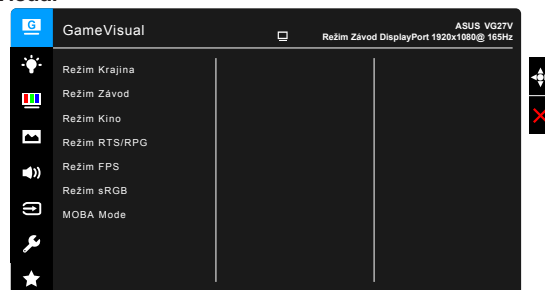 G
GameVisual
ASUS VG27V
Režim Závod DisplayPort 1920x1080@ 165Hz
Režim Krajina
Režim Závod
Režim Kino
Režim RTS/RPG
Režim FPS
Režim sRGB
MOBA Mode